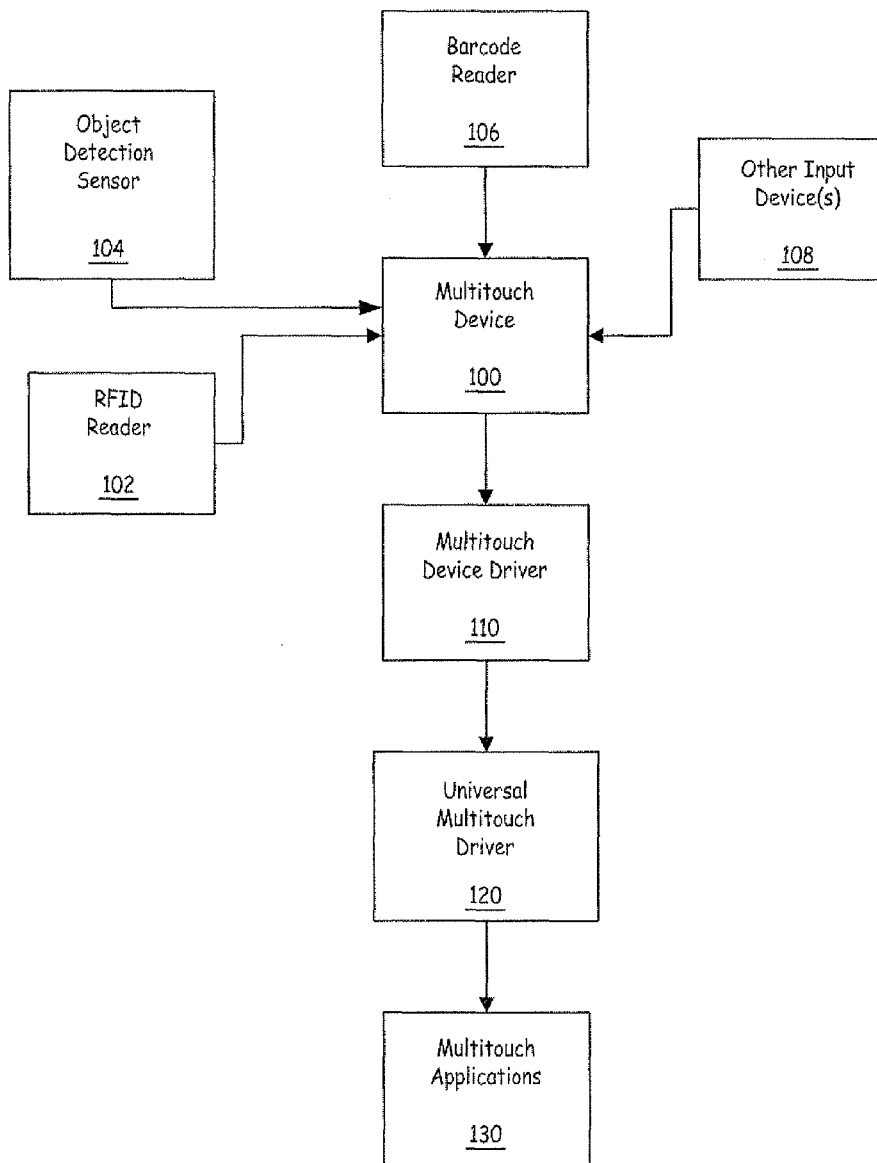 Barcode
Reader
106
Object
Detection
Sensor
104
Other Input
Device(s)
108
Multitouch
Device
100
RFID
Reader
102
Multitouch
Device Driver
110
Universal
Multitouch
Driver
120
Multitouch
Applications
130